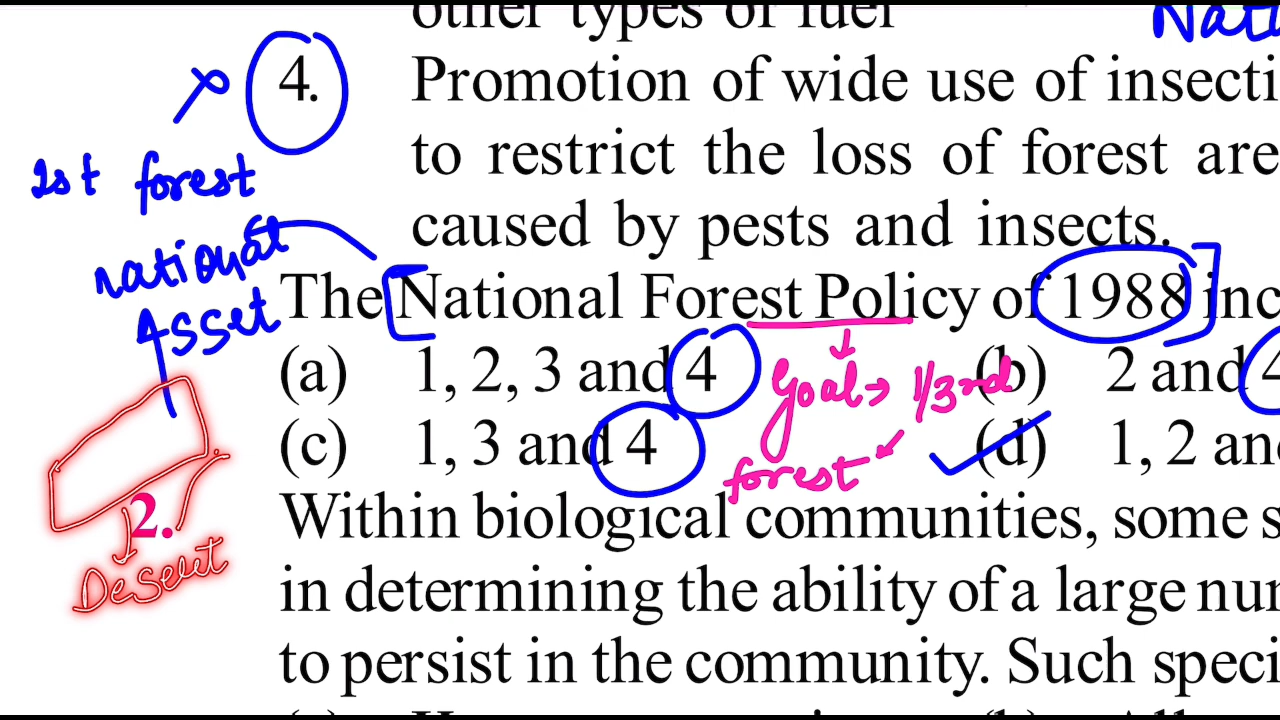 other types of fuel
Nati
4. Promotion of wide use of insecti
to restrict the loss of forest are
caused by pests and insects.
1st forest
national
Asset
The National Forest Policy of 1988 inc
(a) 1, 2, 3 and 4 (b) 2 and 4
Goal → 1/3rd
forest
(c) 1, 3 and 4 (d) 1, 2 an
2. Within biological communities, some s
Desert
in determining the ability of a large nu
to persist in the community. Such speci